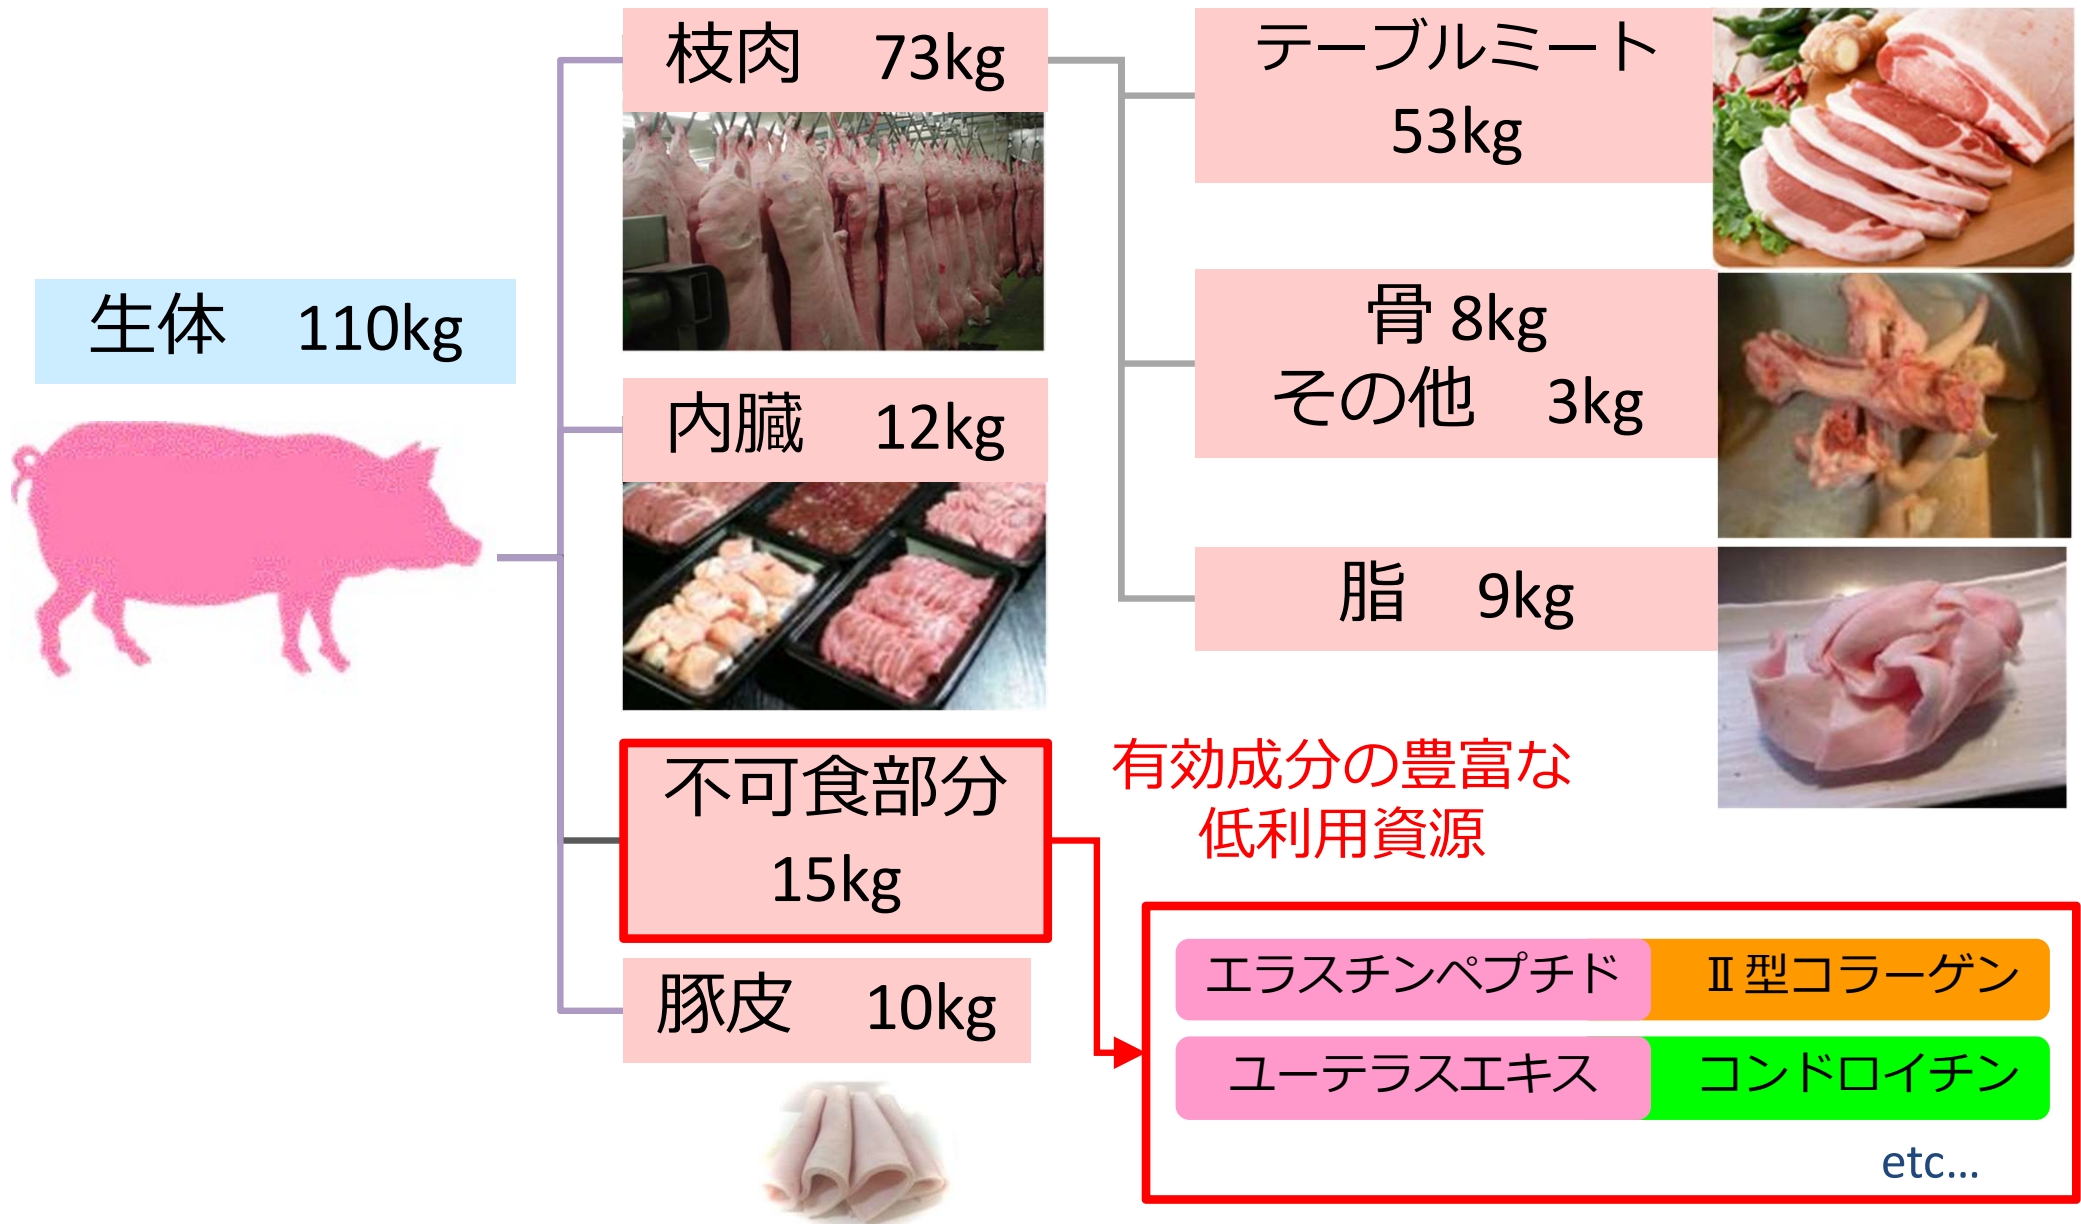 生体　110kg
枝肉　73kg
内臓　12kg
不可食部分
15kg
豚皮　10kg
テーブルミート
53kg
骨 8kg
その他　3kg
脂　9kg
有効成分の豊富な
低利用資源
エラスチンペプチド
Ⅱ型コラーゲン
ユーテラスエキス
コンドロイチン
etc…